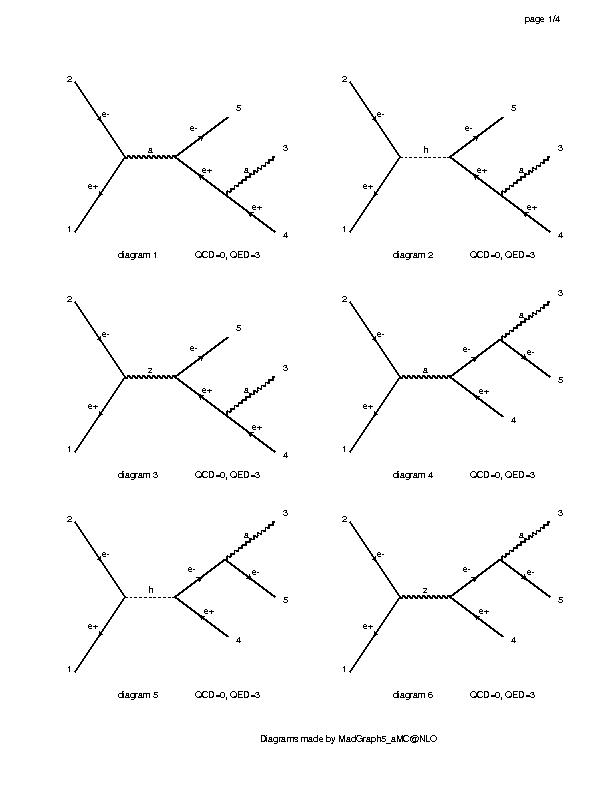 page 1/4
2
e-
e+
1
a
e-
5
e+
a
3
e+
4
diagram 1 QCD=0, QED=3
2
e-
e+
1
h
e-
5
e+
a
3
e+
4
diagram 2 QCD=0, QED=3
2
e-
e+
1
z
e-
5
e+
a
3
e+
4
diagram 3 QCD=0, QED=3
2
e-
e+
1
a
e-
a
3
e-
5
e+
4
diagram 4 QCD=0, QED=3
2
e-
e+
1
h
e-
a
3
e-
5
e+
4
diagram 5 QCD=0, QED=3
2
e-
e+
1
z
e-
a
3
e-
5
e+
4
diagram 6 QCD=0, QED=3
Diagrams made by MadGraph5_aMC@NLO